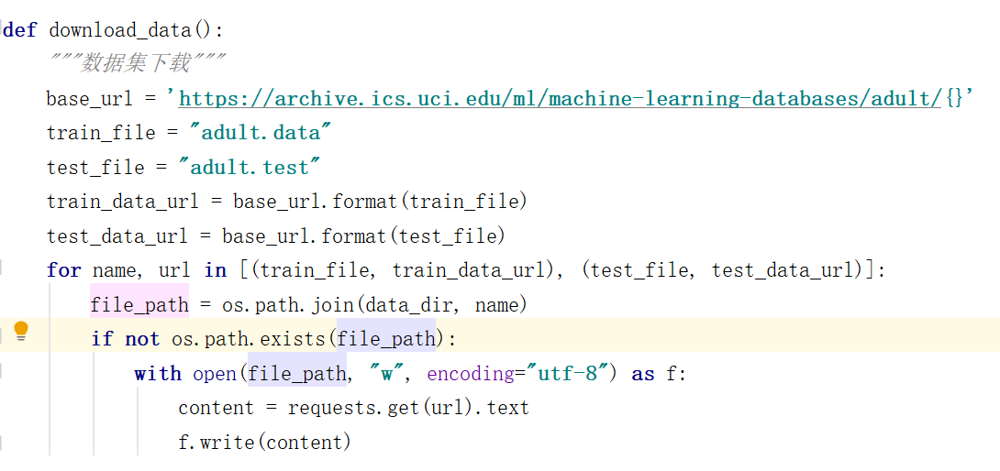 def download_data():
    """数据集下载"""
    base_url = 'https://archive.ics.uci.edu/ml/machine-learning-databases/adult/{}'
    train_file = "adult.data"
    test_file = "adult.test"
    train_data_url = base_url.format(train_file)
    test_data_url = base_url.format(test_file)
    for name, url in [(train_file, train_data_url), (test_file, test_data_url)]:
        file_path = os.path.join(data_dir, name)
        if not os.path.exists(file_path):
            with open(file_path, "w", encoding="utf-8") as f:
                content = requests.get(url).text
                f.write(content)